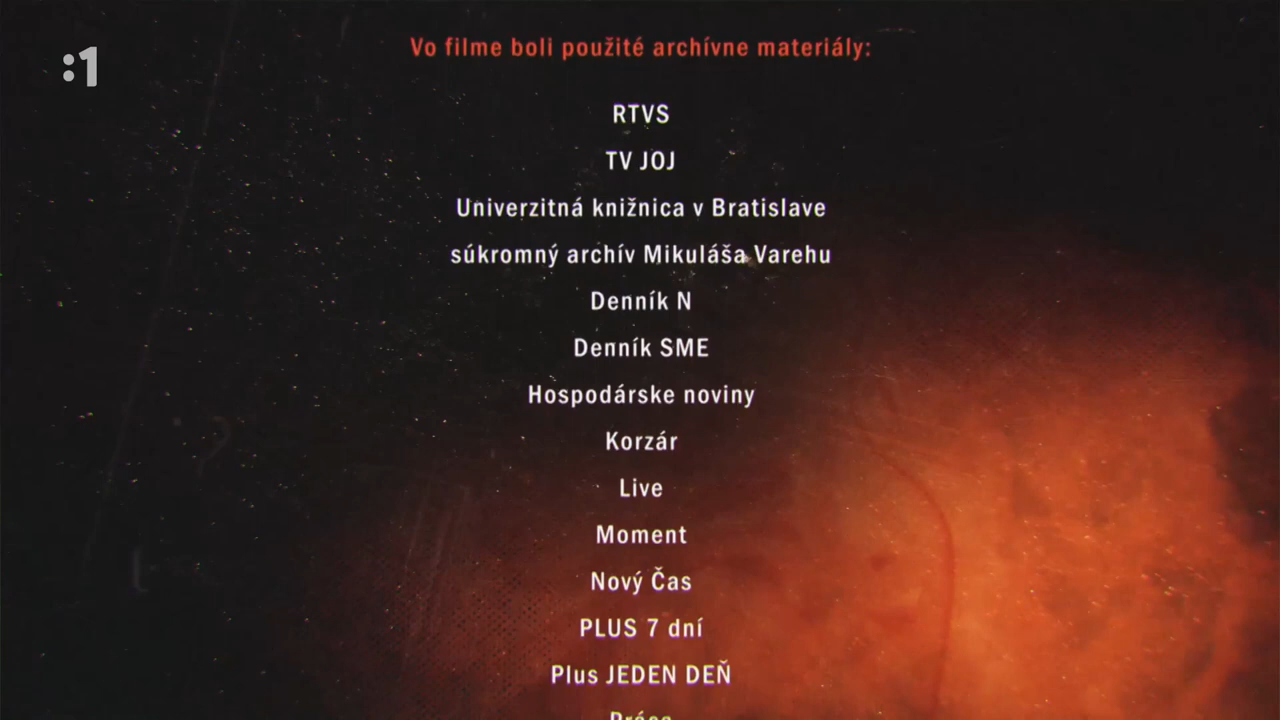 :1
Vo filme boli použité archívne materiály:
RTVS
TV JOJ
Univerzitná knižnica v Bratislave
súkromný archív Mikuláša Varehu
Denník N
Denník SME
Hospodárske noviny
Korzár
Live
Moment
Nový Čas
PLUS 7 dní
Plus JEDEN DEŇ